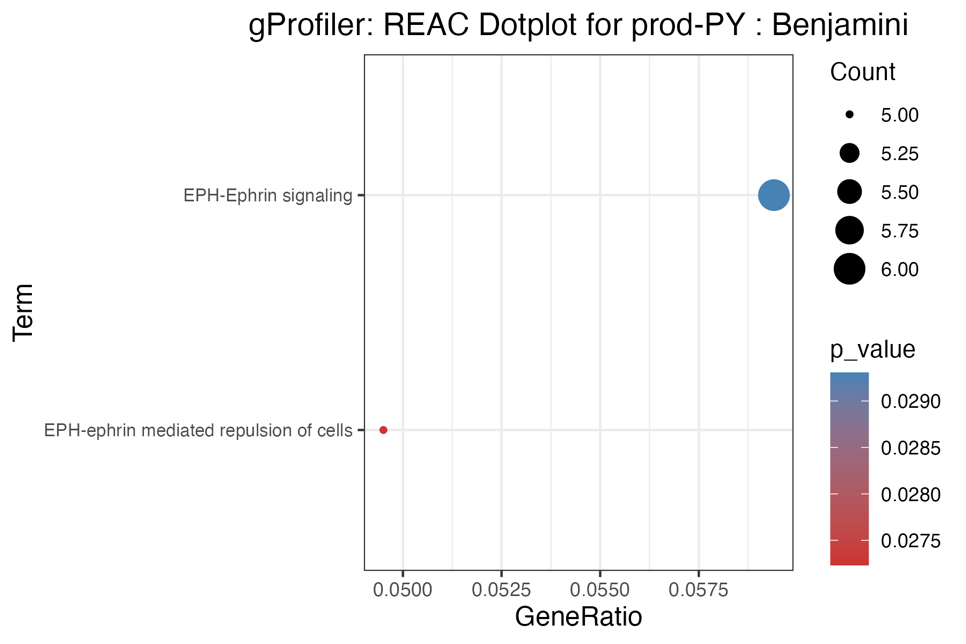 gProfiler: REAC Dotplot for prod-PY : Benjamini
Term
EPH-Ephrin signaling
EPH-ephrin mediated repulsion of cells
0.0500
0.0525
0.0550
0.0575
GeneRatio
Count
5.00
5.25
5.50
5.75
6.00
p_value
0.0290
0.0285
0.0280
0.0275